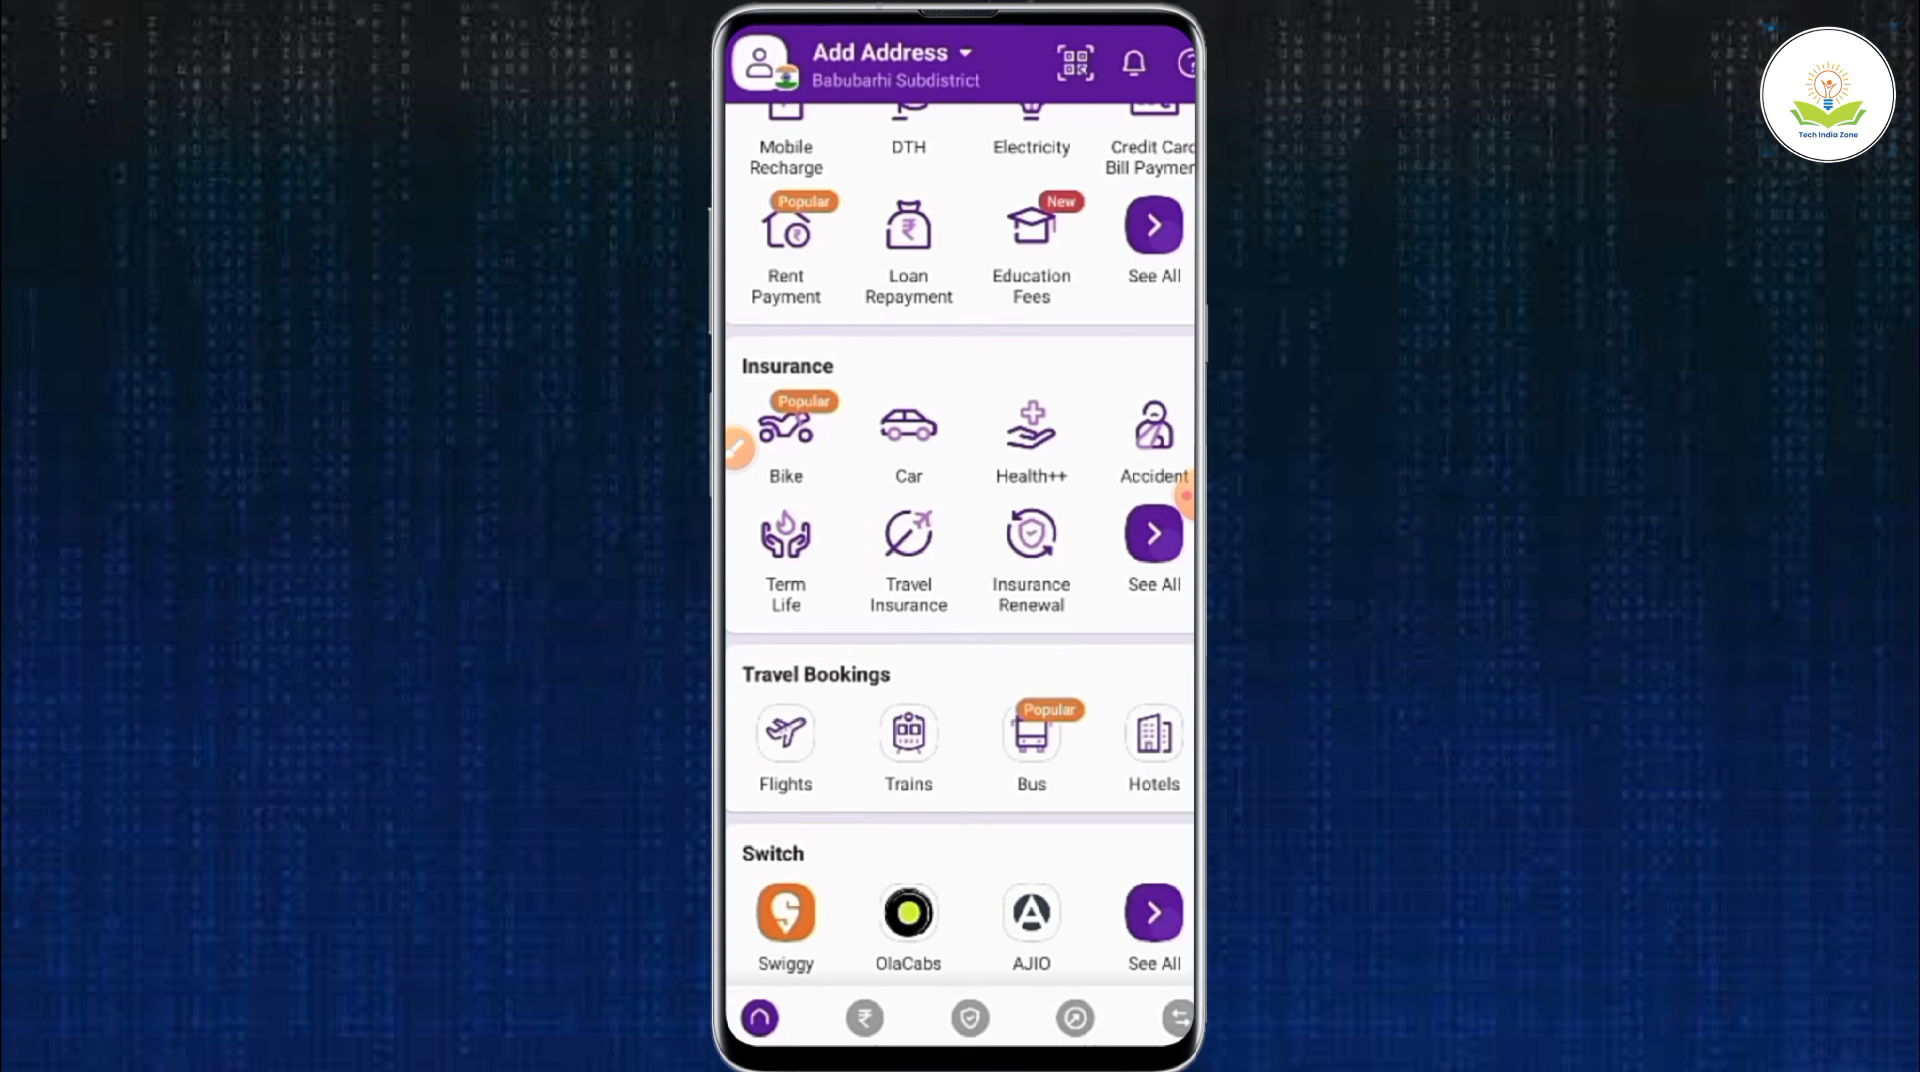 Add Address
Babubarhi Subdistrict
Tech India Zone
Mobile Recharge
DTH
Electricity
Credit Card
Bill Paymen
Popular
New
Rent Payment
Loan Repayment
Education Fees
See All
Insurance
Popular
Bike
Car
Health++
Accident
Term Life
Travel Insurance
Insurance Renewal
See All
Travel Bookings
Popular
Flights
Trains
Bus
Hotels
Switch
Swiggy
OlaCabs
AJIO
See All